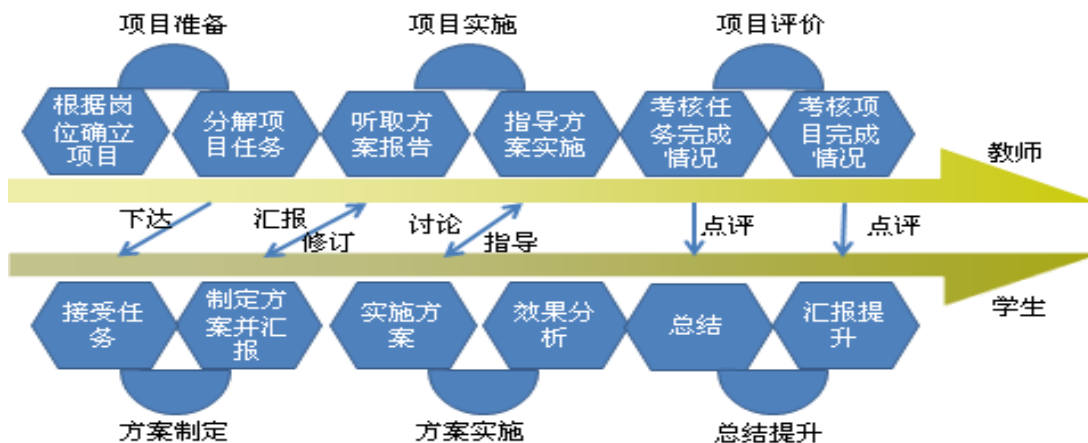 项目准备
项目实施
项目评价
根据岗
位确立
项目
分解项
目任务
听取方
案报告
指导方
案实施
考核任
务完成
情况
考核项
目完成
情况
教师
下达
汇报
修订
讨论
指导
点评
点评
接受任
务
制定方
案并汇
报
实施方
案
效果分
析
总结
汇报提
升
学生
方案制定
方案实施
总结提升